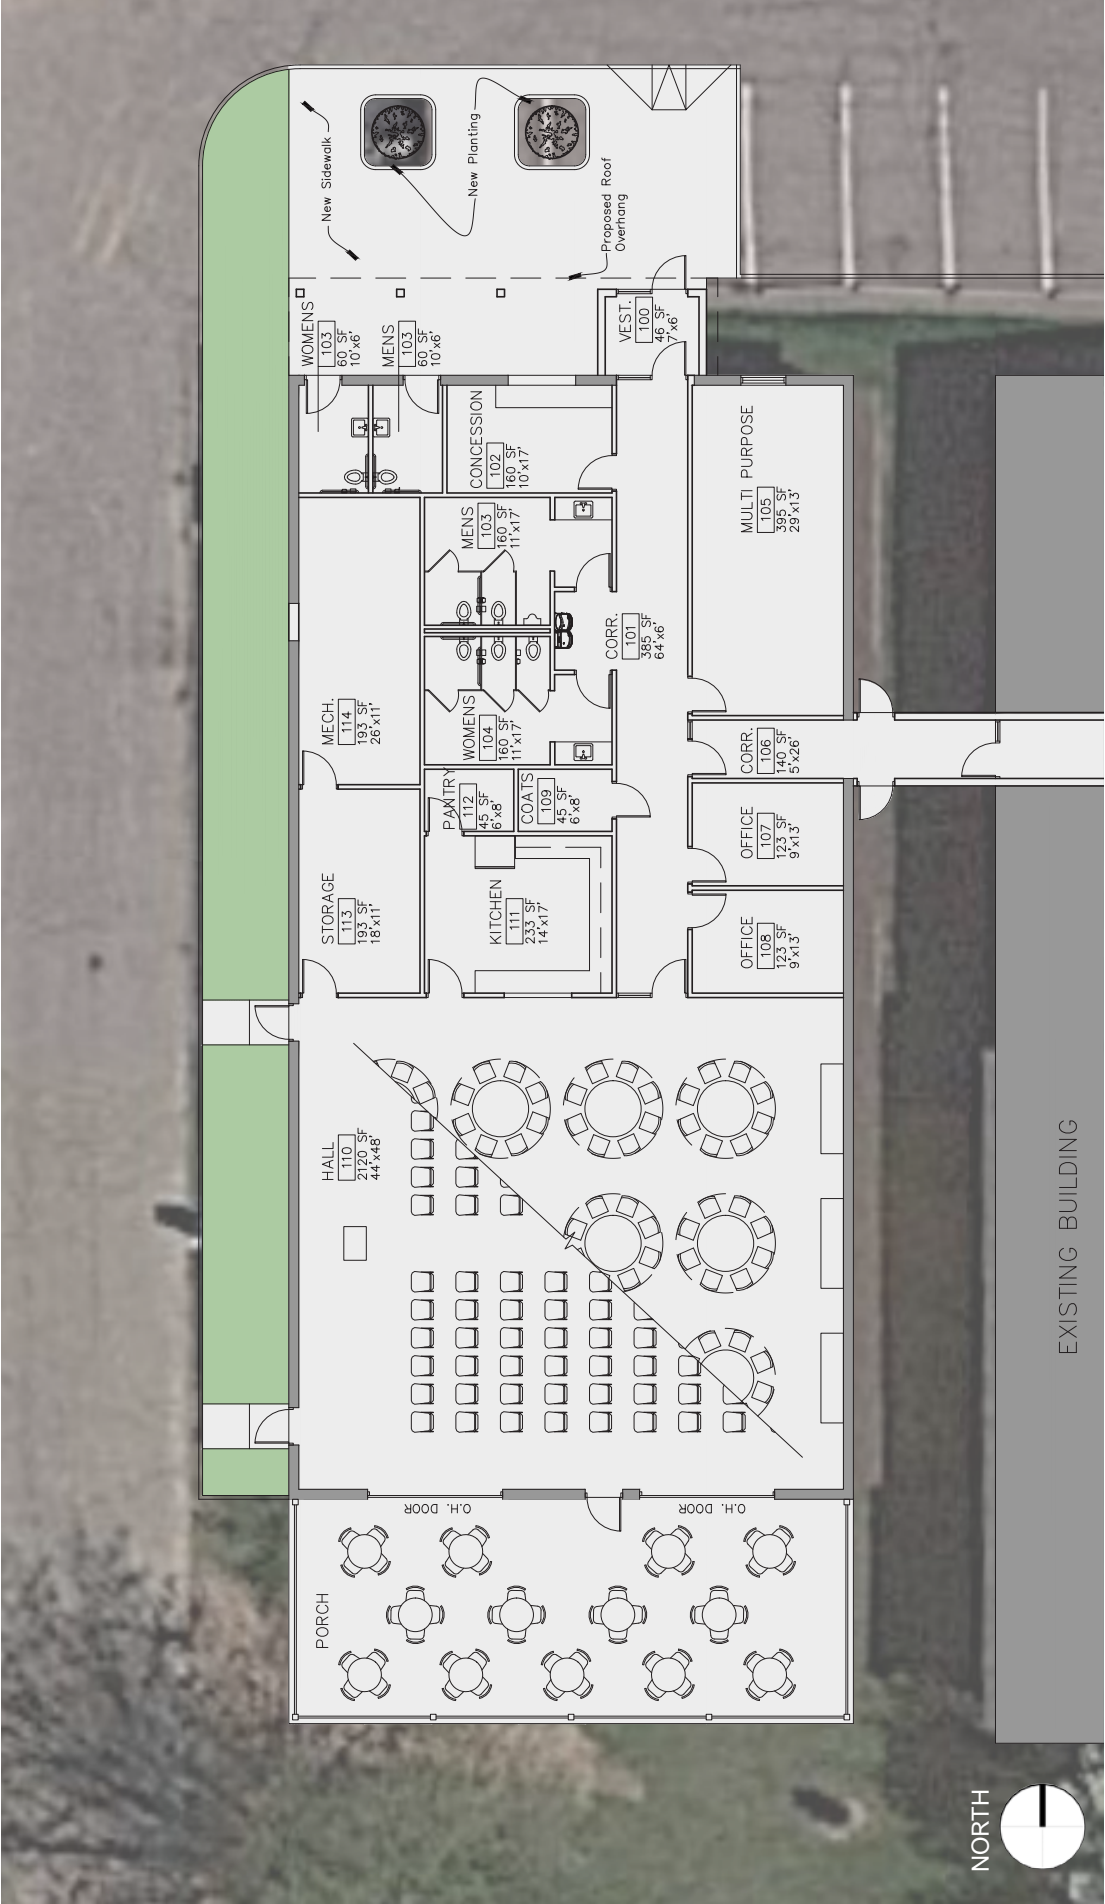 New Sidewalk
New Planting
Proposed Roof
Overhang
WOMENS
103
60 SF
10'x6'
MENS
103
60 SF
10'x6'
VEST.
100
46 SF
7'x6'
CONCESSION
102
160 SF
10'x17'
MULTI PURPOSE
105
395 SF
29'x13'
MENS
103
160 SF
11'x17'
CORR.
101
385 SF
64'x6'
MECH.
114
193 SF
26'x11'
WOMENS
104
160 SF
11'x17'
CORR.
106
140 SF
5'x26'
PANTRY
112
45 SF
6'x8'
COATS
109
45 SF
6'x8'
OFFICE
107
123 SF
9'x13'
STORAGE
113
193 SF
18'x11'
KITCHEN
111
233 SF
14'x17'
OFFICE
108
123 SF
9'x13'
HALL
110
2120 SF
44'x48'
EXISTING BUILDING
O.H. DOOR
O.H. DOOR
PORCH
NORTH